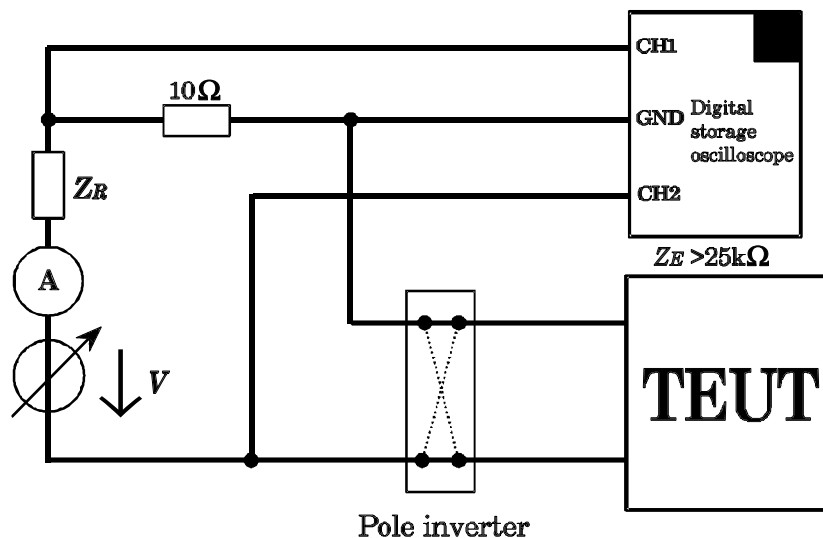 CH1
10Ω
GND
Digital
storage
oscilloscope
ZR
CH2
ZE >25kΩ
A
V
TEUT
Pole inverter